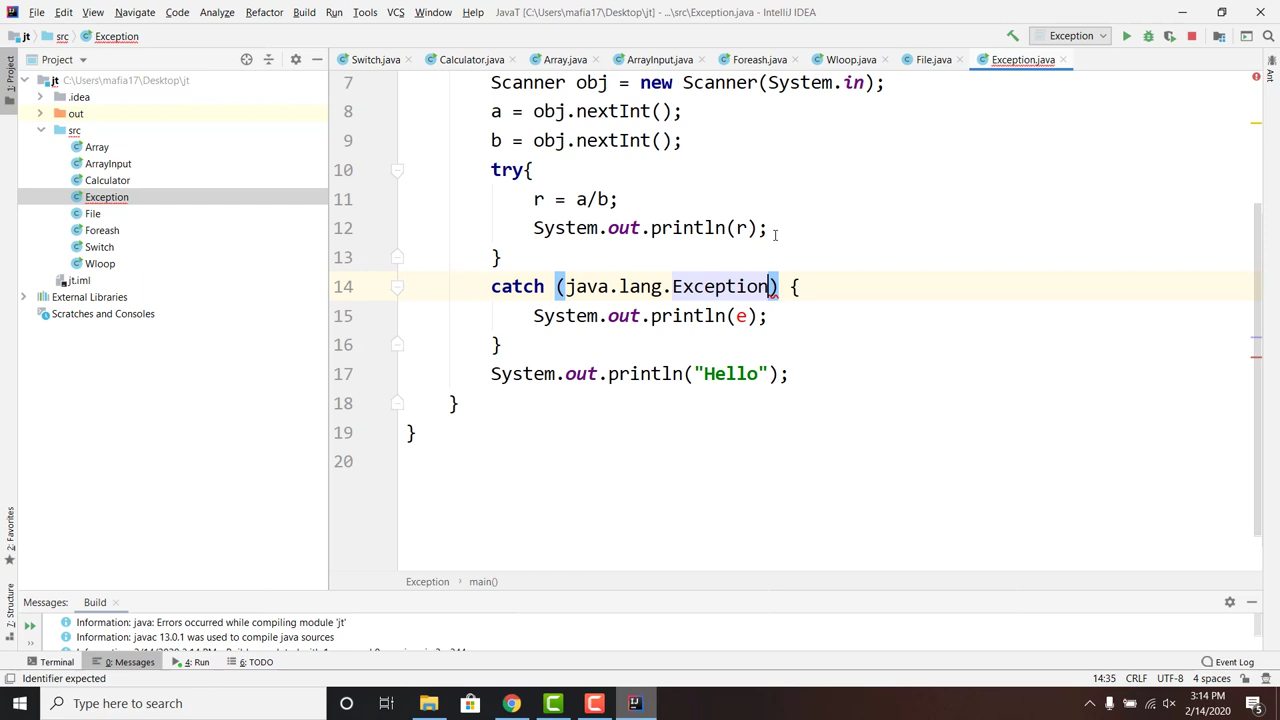 File Edit View Navigate Code Analyze Refactor Build Run Tools VCS Window Help JavaT [C:\Users\mafia17\Desktop\jt] - ...\src\Exception.java - IntelliJ IDEA
jt src Exception Exception
Project Switch.java Calculator.java Array.java ArrayInput.java Foreash.java Wloop.java File.java Exception.java
1: Project
Ant
jt C:\Users\mafia17\Desktop\jt
.idea
out
src
Array
ArrayInput
Calculator
Exception
File
Foreash
Switch
Wloop
jt.iml
External Libraries
Scratches and Consoles
7 Scanner obj = new Scanner(System.in);
8 a = obj.nextInt();
9 b = obj.nextInt();
10 try{
11 r = a/b;
12 System.out.println(r);
13 }
14 catch (java.lang.Exception) {
15 System.out.println(e);
16 }
17 System.out.println("Hello");
18 }
19 }
20
2: Favorites
7: Structure
Exception main()
Messages: Build
Information: java: Errors occurred while compiling module 'jt'
Information: javac 13.0.1 was used to compile java sources
Terminal 0: Messages 4: Run 6: TODO Event Log
Identifier expected 14:35 CRLF UTF-8 4 spaces
Type here to search 3:14 PM
2/14/2020 5